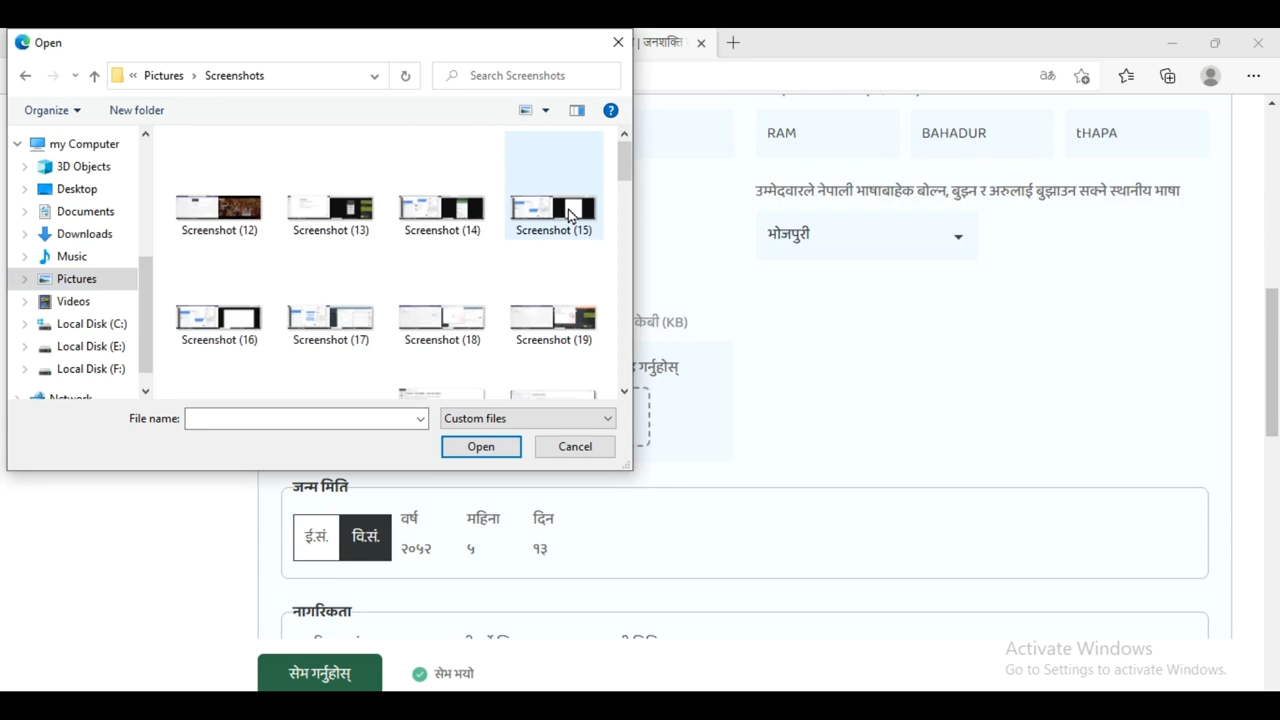 Open
| जनशक्ति
Pictures
Screenshots
Search Screenshots
Organize
New folder
my Computer
3D Objects
Desktop
Documents
Downloads
Music
Pictures
Videos
Local Disk (C:)
Local Disk (E:)
Local Disk (F:)
Network
Screenshot (12)
Screenshot (13)
Screenshot (14)
Screenshot (15)
Screenshot (16)
Screenshot (17)
Screenshot (18)
Screenshot (19)
File name:
Custom files
Open
Cancel
RAM
BAHADUR
tHAPA
उम्मेदवारले नेपाली भाषाबाहेक बोल्न, बुझ्न र अरुलाई बुझाउन सक्ने स्थानीय भाषा
भोजपुरी
केबी (KB)
गर्नुहोस्
जन्म मिति
ई.सं.
वि.सं.
वर्ष
महिना
दिन
२०५२
५
१३
नागरिकता
सेभ गर्नुहोस्
सेभ भयो
Activate Windows
Go to Settings to activate Windows.